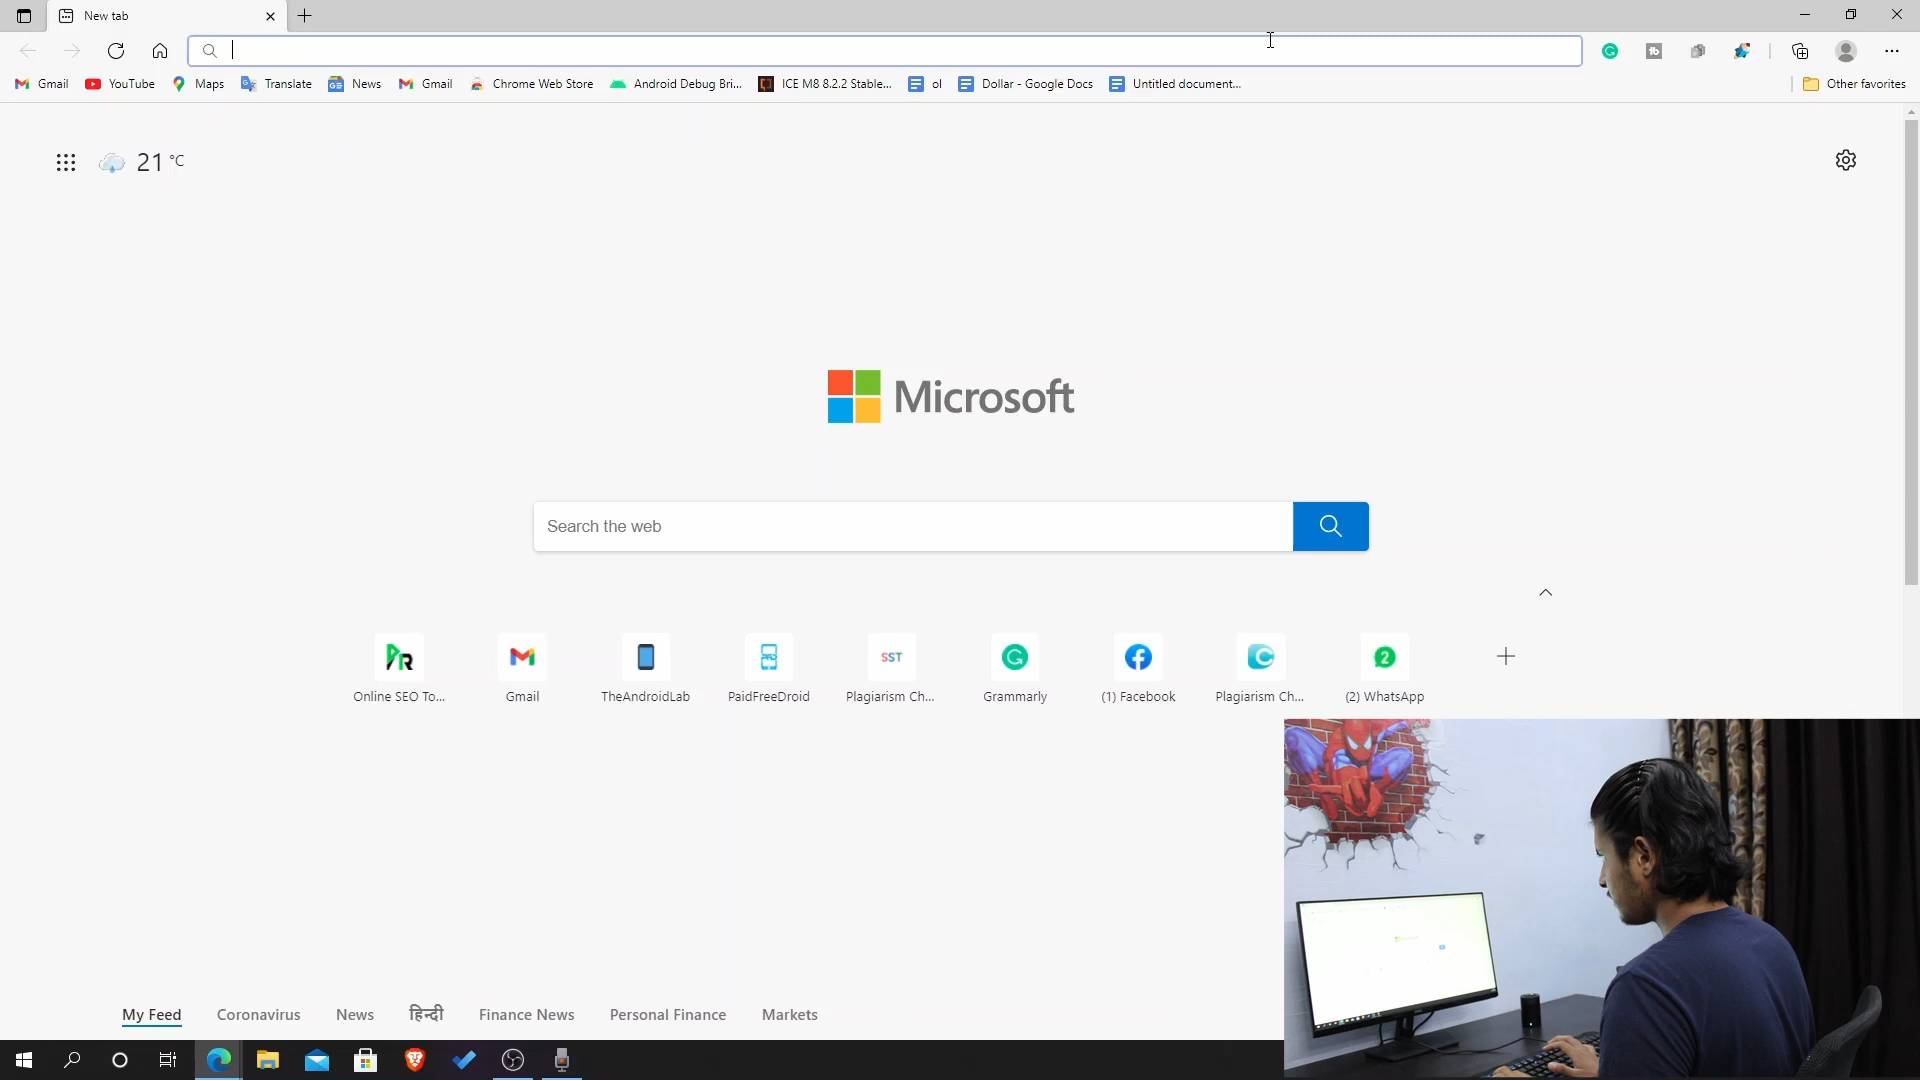 New tab
Gmail
YouTube
Maps
Translate
News
Gmail
Chrome Web Store
Android Debug Bri...
ICE M8 8.2.2 Stable...
ol
Dollar - Google Docs
Untitled document...
Other favorites
21 °C
Microsoft
Search the web
SST
2
Online SEO To...
Gmail
TheAndroidLab
PaidFreeDroid
Plagiarism Ch...
Grammarly
(1) Facebook
Plagiarism Ch...
(2) WhatsApp
My Feed
Coronavirus
News
हिन्दी
Finance News
Personal Finance
Markets